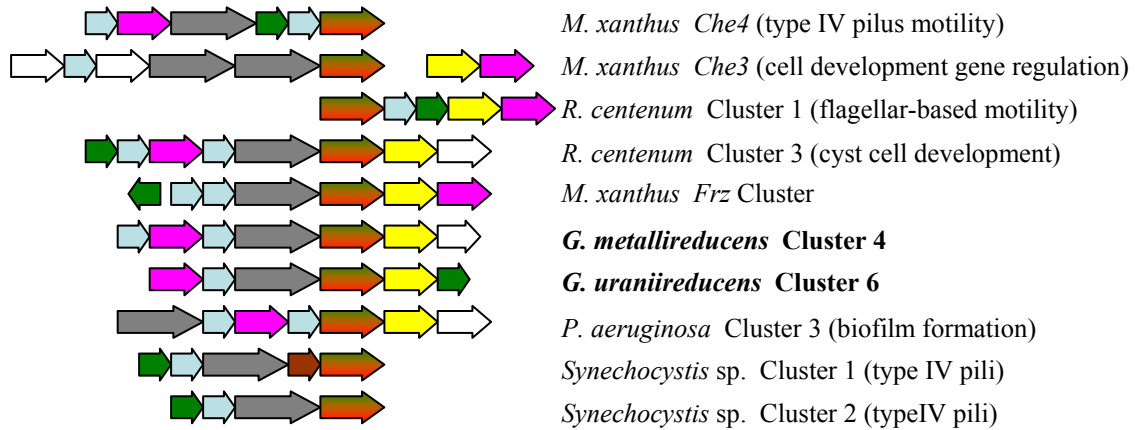 M. xanthus Che4 (type IV pilus motility)
M. xanthus Che3 (cell development gene regulation)
R. centenum Cluster 1 (flagellar-based motility)
R. centenum Cluster 3 (cyst cell development)
M. xanthus Frz Cluster
G. metallireducens Cluster 4
G. uraniireducens Cluster 6
P. aeruginosa Cluster 3 (biofilm formation)
Synechocystis sp. Cluster 1 (type IV pili)
Synechocystis sp. Cluster 2 (typeIV pili)